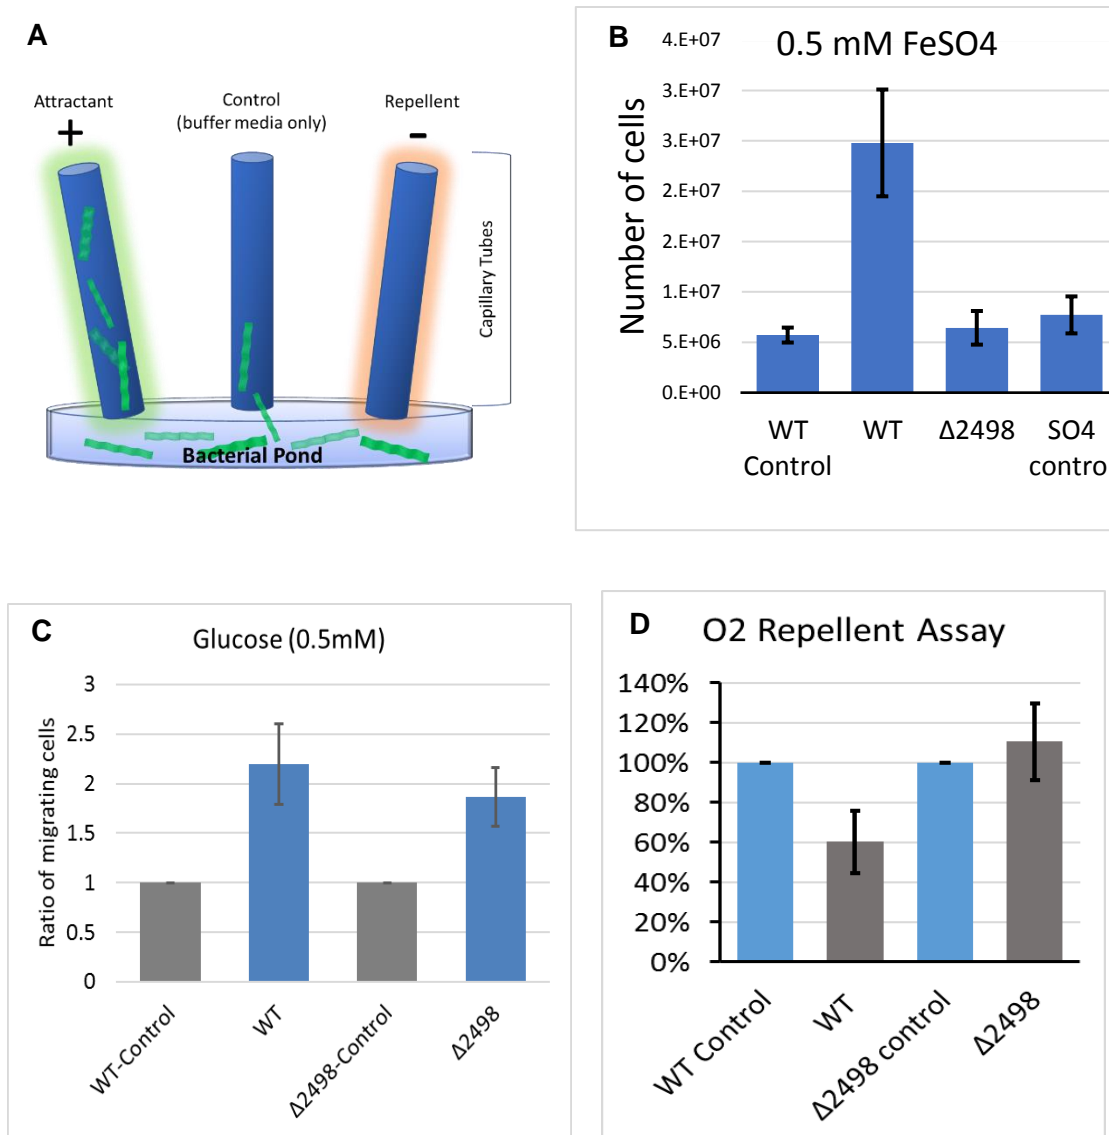 A
Attractant
+
Control
(buffer media only)
Repellent
-
Capillary Tubes
Bacterial Pond
B
0.5 mM FeSO4
Number of cells
4.E+07
3.E+07
3.E+07
2.E+07
2.E+07
1.E+07
5.E+06
0.E+00
WT
Control
WT
Δ2498
SO4
contro
C
Glucose (0.5mM)
Ratio of migrating cells
3
2.5
2
1.5
1
0.5
0
WT-Control
WT
Δ2498-Control
Δ2498
D
O2 Repellent Assay
140%
120%
100%
80%
60%
40%
20%
0%
WT Control
WT
Δ2498 control
Δ2498